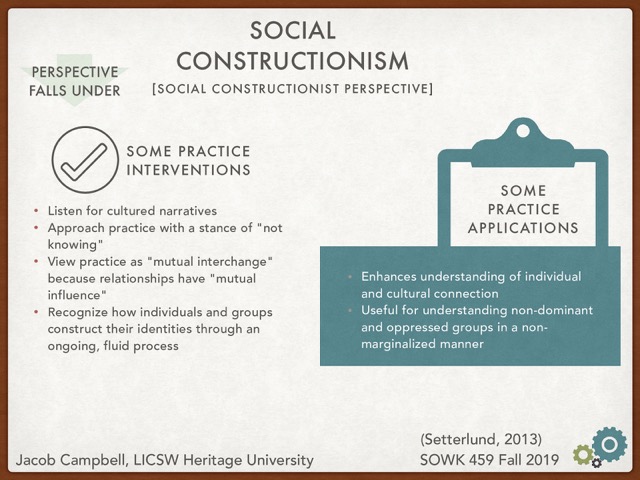 SOCIAL
CONSTRUCTIONISM
[SOCIAL CONSTRUCTIONIST PERSPECTIVE]
PERSPECTIVE
FALLS UNDER
SOME PRACTICE
INTERVENTIONS
• Listen for cultured narratives
• Approach practice with a stance of "not
knowing"
• View practice as "mutual interchange"
because relationships have "mutual
influence"
• Recognize how individuals and groups
construct their identities through an
ongoing, fluid process
SOME
PRACTICE
APPLICATIONS
• Enhances understanding of individual
and cultural connection
• Useful for understanding non-dominant
and oppressed groups in a non-
marginalized manner
(Setterlund, 2013)
Jacob Campbell, LICSW Heritage University
SOWK 459 Fall 2019